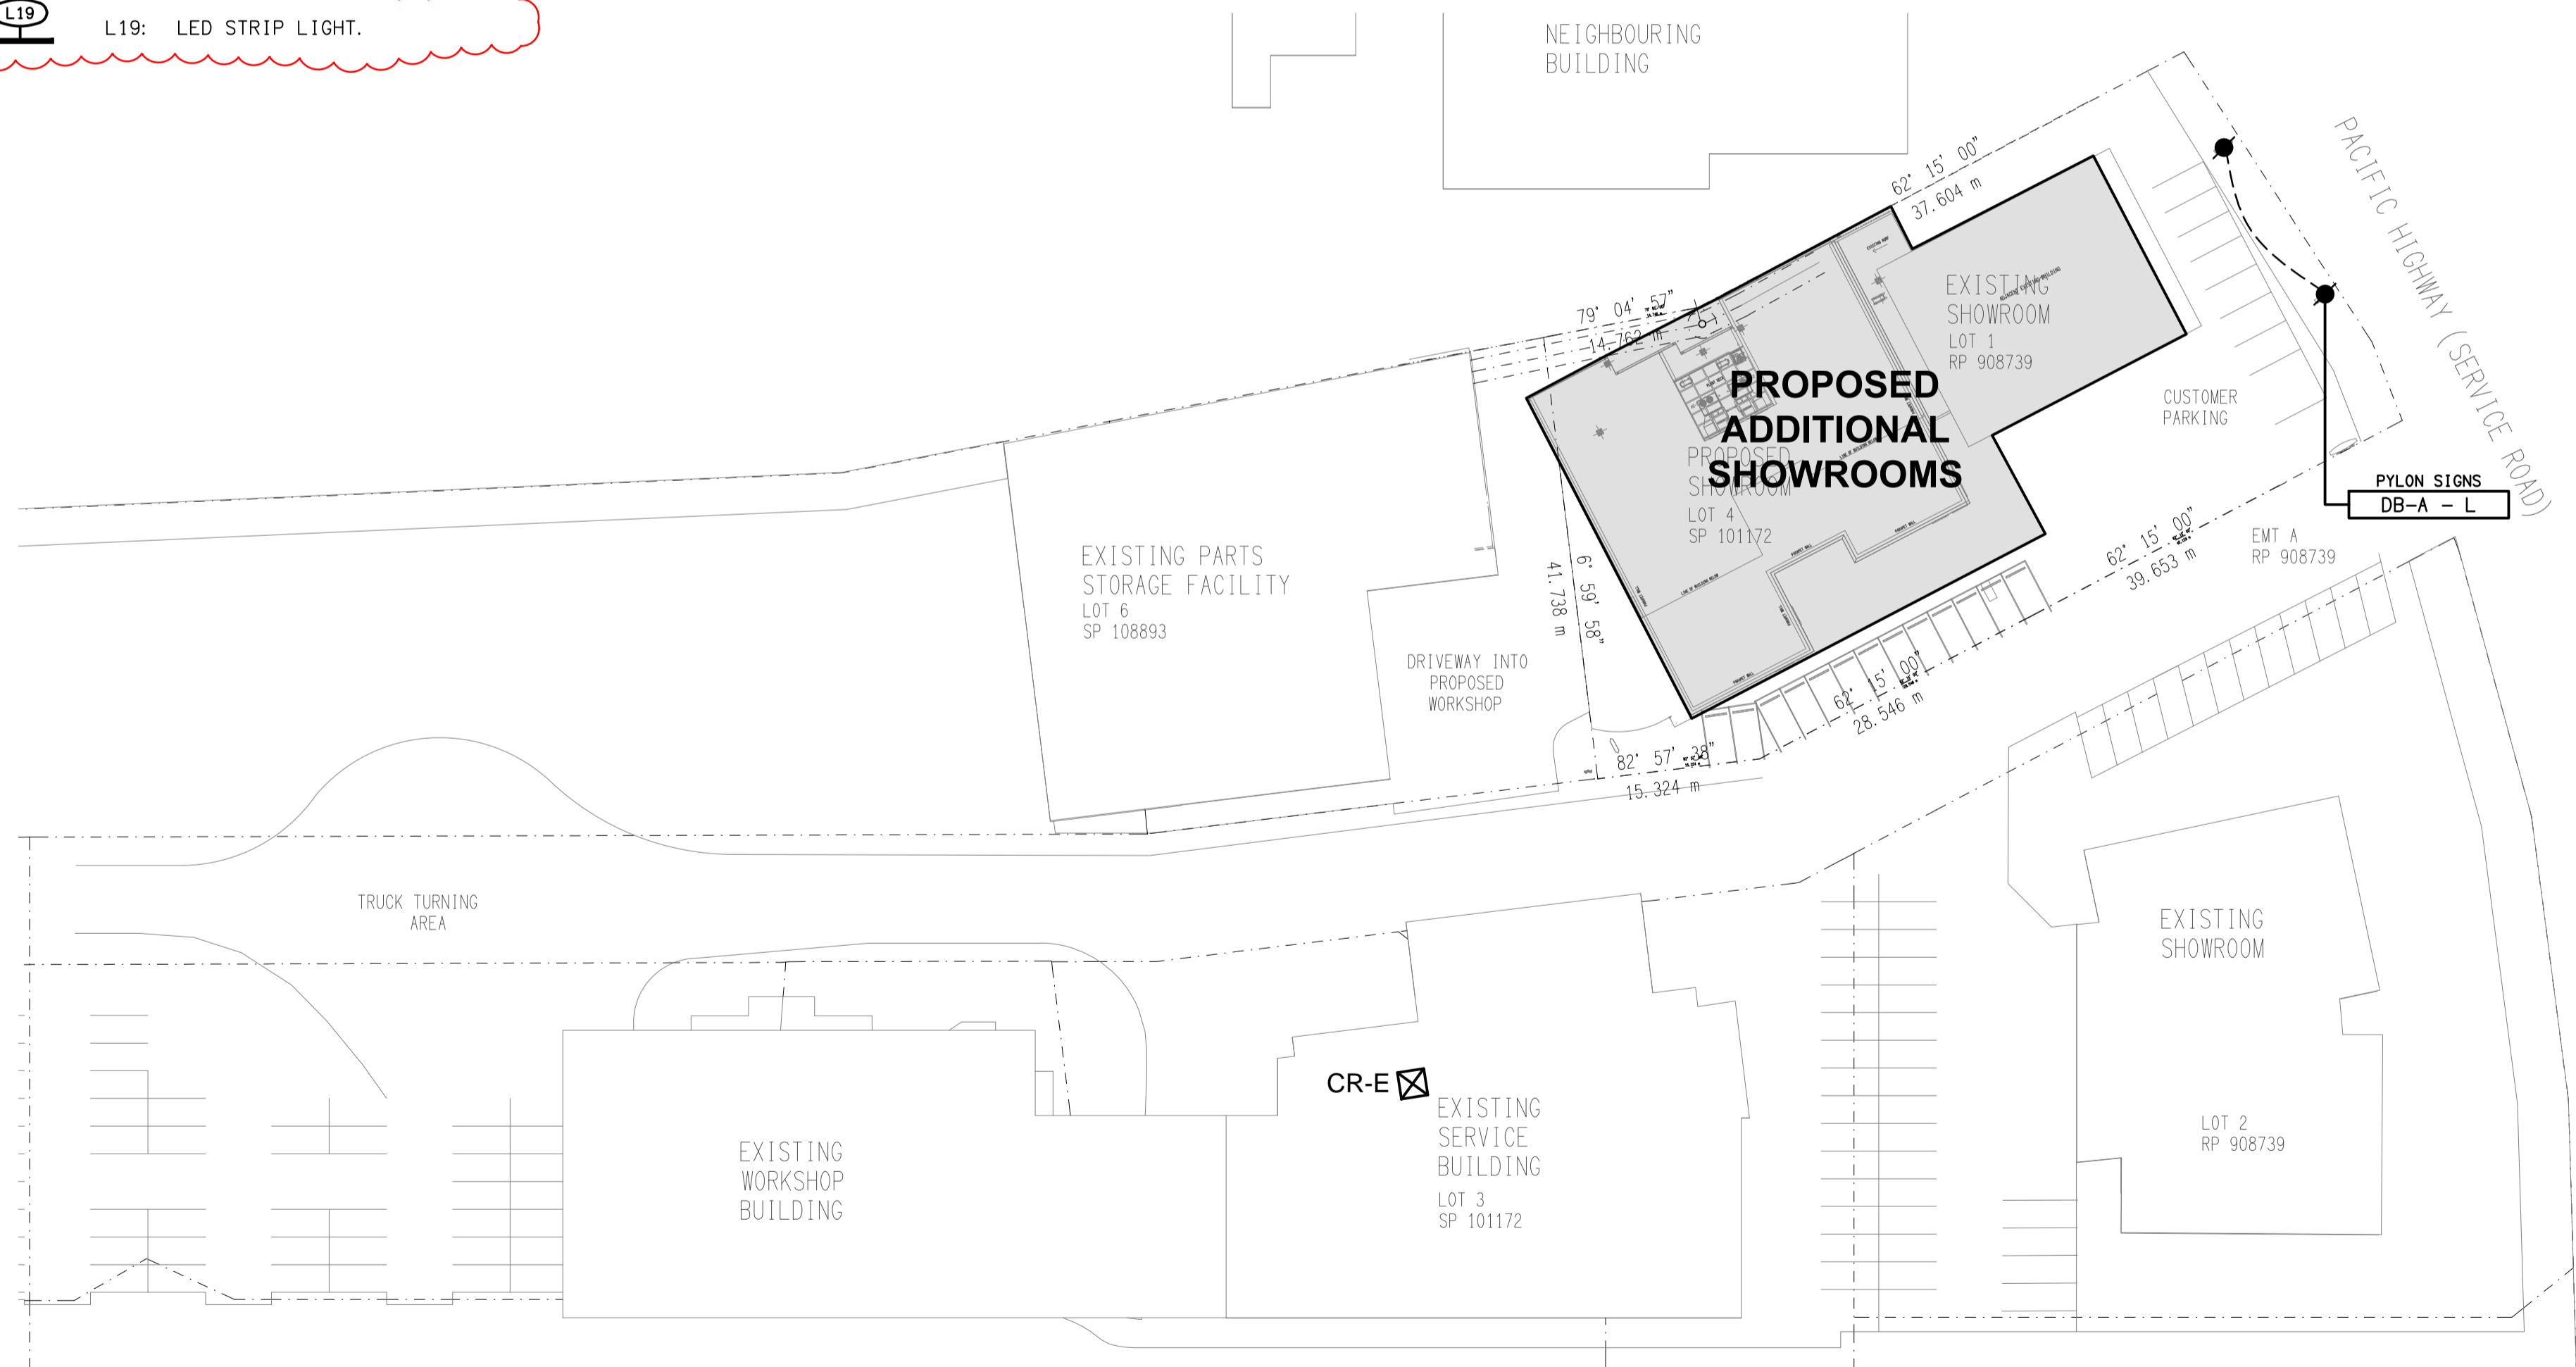 L19
L19: LED STRIP LIGHT.
NEIGHBOURING
BUILDING
PACIFIC HIGHWAY (SERVICE ROAD)
62° 15' 00"
37.604 m
79° 04' 57"
14.762 m
EXISTING
SHOWROOM
LOT 1
RP 908739
PROPOSED
ADDITIONAL
SHOWROOMS
PROPOSED
SHOWROOM
LOT 4
SP 101172
CUSTOMER
PARKING
PYLON SIGNS
DB-A - L
EMT A
RP 908739
62° 15' 00"
39.653 m
EXISTING PARTS
STORAGE FACILITY
LOT 6
SP 108893
6° 59' 58"
41.738 m
DRIVEWAY INTO
PROPOSED
WORKSHOP
62° 15' 00"
28.546 m
82° 57' 38"
15.324 m
TRUCK TURNING
AREA
EXISTING
SHOWROOM
LOT 2
RP 908739
CR-E
EXISTING
SERVICE
BUILDING
LOT 3
SP 101172
EXISTING
WORKSHOP
BUILDING